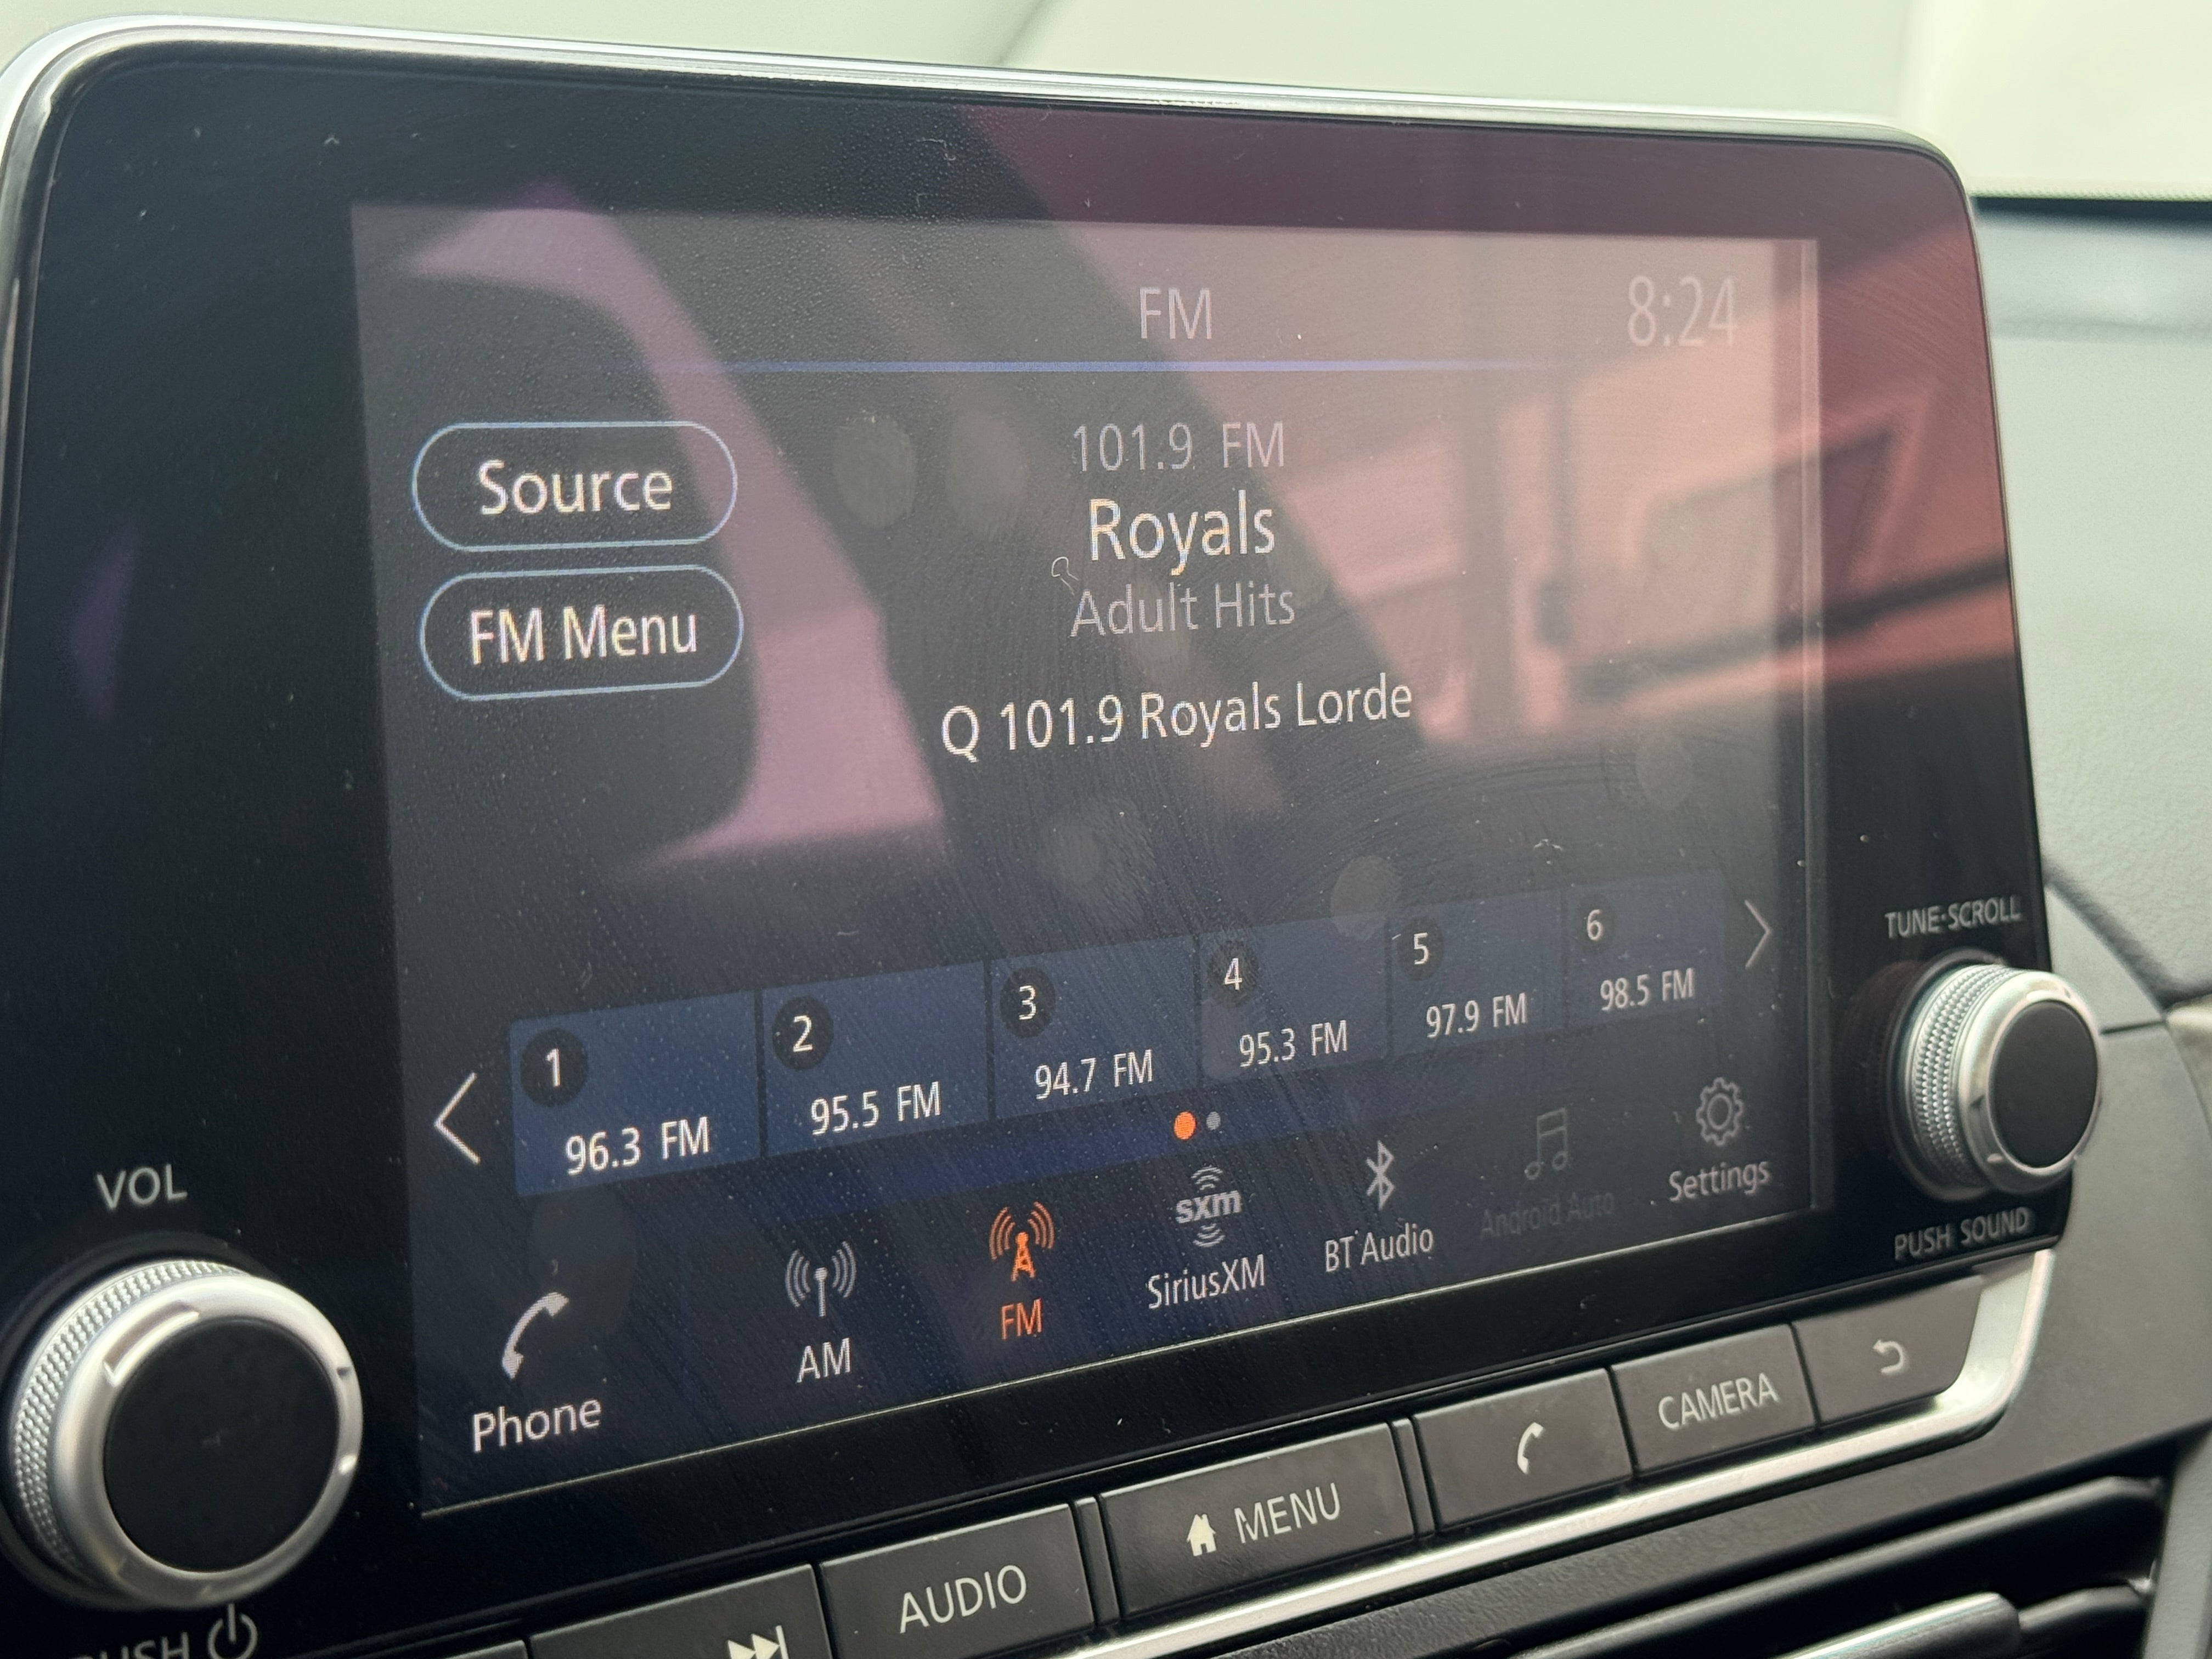 FM
8:24
Source
FM Menu
101.9 FM
Royals
Adult Hits
Q 101.9 Royals Lorde
1
96.3 FM
2
95.5 FM
3
94.7 FM
4
95.3 FM
5
97.9 FM
6
98.5 FM
Phone
AM
FM
sxm
SiriusXM
BT Audio
Android Auto
Settings
VOL
TUNE·SCROLL
PUSH SOUND
PUSH
AUDIO
MENU
CAMERA